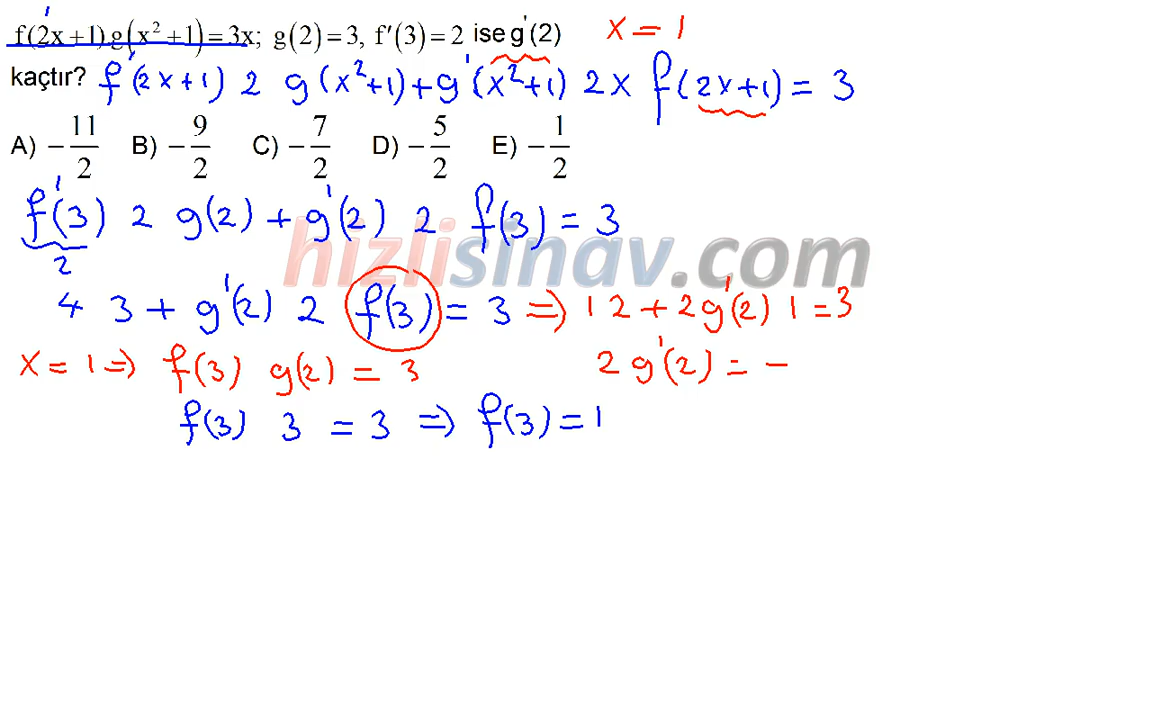 f(2x+1).g(x²+1)=3x; g(2)=3, f′(3)=2 ise g'(2) x = 1
kaçtır? f'(2x+1) 2 g(x²+1)+g'(x²+1) 2x f(2x+1) = 3
A) −11/2 B) −9/2 C) −7/2 D) −5/2 E) −1/2
f'(3) 2 g(2) + g'(2) 2 f(3) = 3
2
hizlisinav.com
4 3 + g'(2) 2 f(3) = 3 ⇒ 12 + 2g'(2) 1 = 3
x = 1 ⇒ f(3) g(2) = 3 2 g'(2) = −
f(3) 3 = 3 ⇒ f(3) = 1